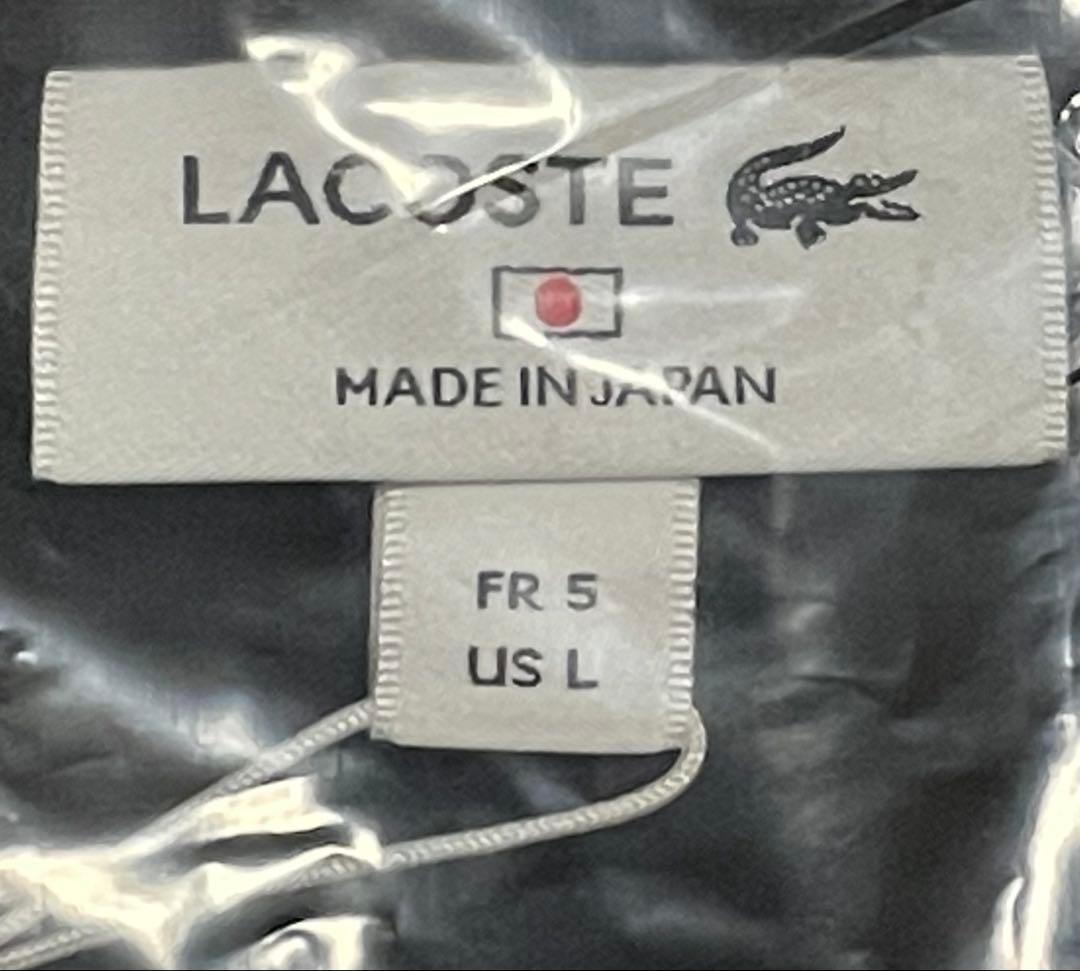 LACOSTE
MADE IN JAPAN
FR 5
US L